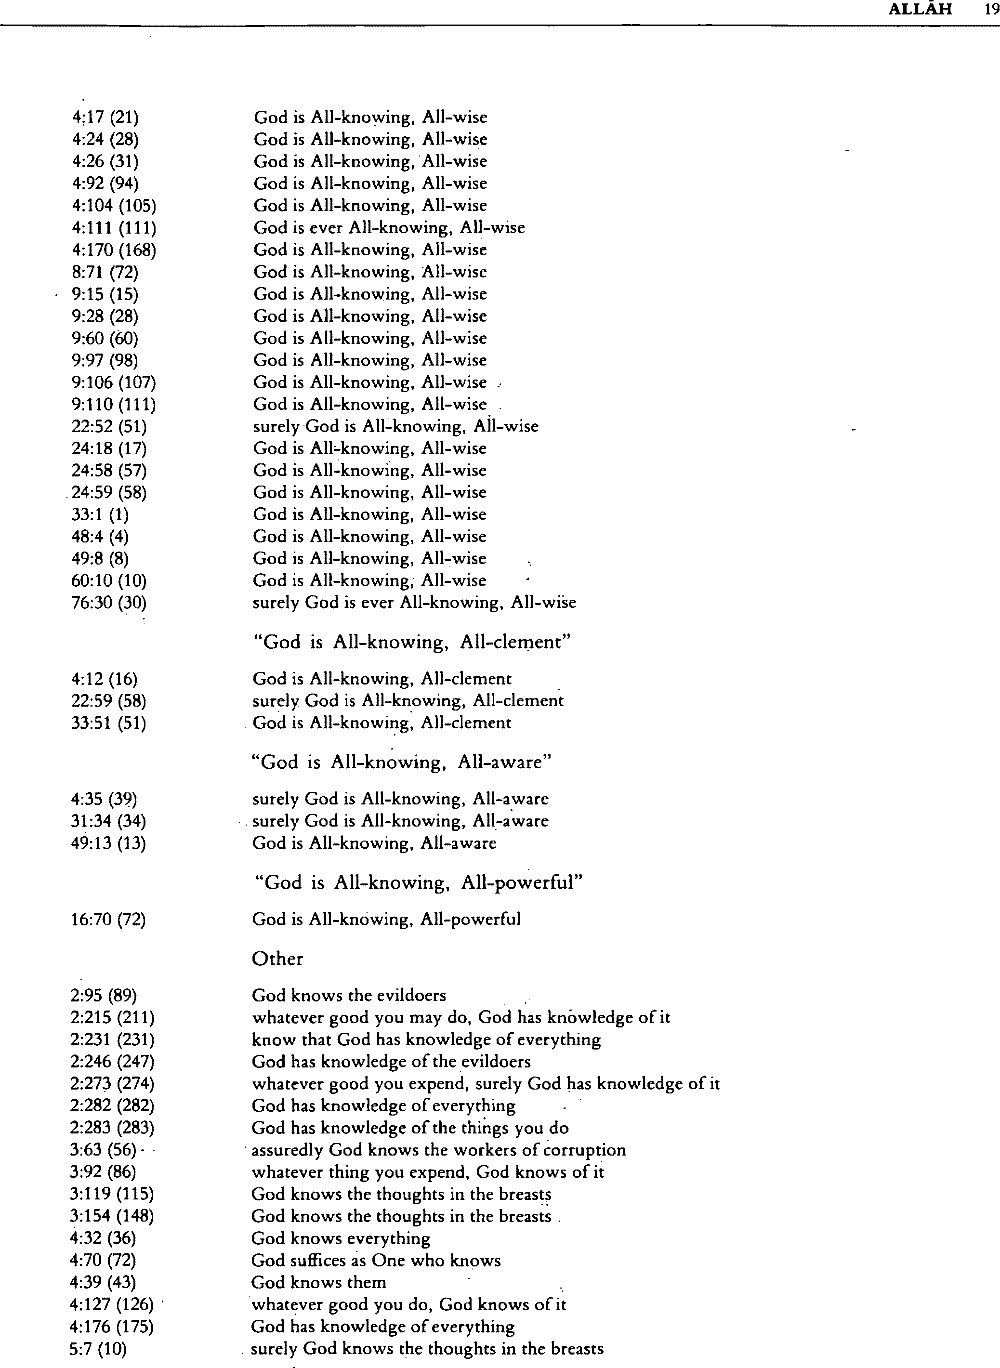 ALLĀH 19
4:17 (21) God is All-knowing, All-wise
4:24 (28) God is All-knowing, All-wise
4:26 (31) God is All-knowing, All-wise
4:92 (94) God is All-knowing, All-wise
4:104 (105) God is All-knowing, All-wise
4:111 (111) God is ever All-knowing, All-wise
4:170 (168) God is All-knowing, All-wise
8:71 (72) God is All-knowing, All-wise
9:15 (15) God is All-knowing, All-wise
9:28 (28) God is All-knowing, All-wise
9:60 (60) God is All-knowing, All-wise
9:97 (98) God is All-knowing, All-wise
9:106 (107) God is All-knowing, All-wise
9:110 (111) God is All-knowing, All-wise
22:52 (51) surely God is All-knowing, All-wise
24:18 (17) God is All-knowing, All-wise
24:58 (57) God is All-knowing, All-wise
24:59 (58) God is All-knowing, All-wise
33:1 (1) God is All-knowing, All-wise
48:4 (4) God is All-knowing, All-wise
49:8 (8) God is All-knowing, All-wise
60:10 (10) God is All-knowing, All-wise
76:30 (30) surely God is ever All-knowing, All-wise
“God is All-knowing, All-clement”
4:12 (16) God is All-knowing, All-clement
22:59 (58) surely God is All-knowing, All-clement
33:51 (51) God is All-knowing, All-clement
“God is All-knowing, All-aware”
4:35 (39) surely God is All-knowing, All-aware
31:34 (34) surely God is All-knowing, All-aware
49:13 (13) God is All-knowing, All-aware
“God is All-knowing, All-powerful”
16:70 (72) God is All-knowing, All-powerful
Other
2:95 (89) God knows the evildoers
2:215 (211) whatever good you may do, God has knowledge of it
2:231 (231) know that God has knowledge of everything
2:246 (247) God has knowledge of the evildoers
2:273 (274) whatever good you expend, surely God has knowledge of it
2:282 (282) God has knowledge of everything
2:283 (283) God has knowledge of the things you do
3:63 (56) assuredly God knows the workers of corruption
3:92 (86) whatever thing you expend, God knows of it
3:119 (115) God knows the thoughts in the breasts
3:154 (148) God knows the thoughts in the breasts
4:32 (36) God knows everything
4:70 (72) God suffices as One who knows
4:39 (43) God knows them
4:127 (126) whatever good you do, God knows of it
4:176 (175) God has knowledge of everything
5:7 (10) surely God knows the thoughts in the breasts